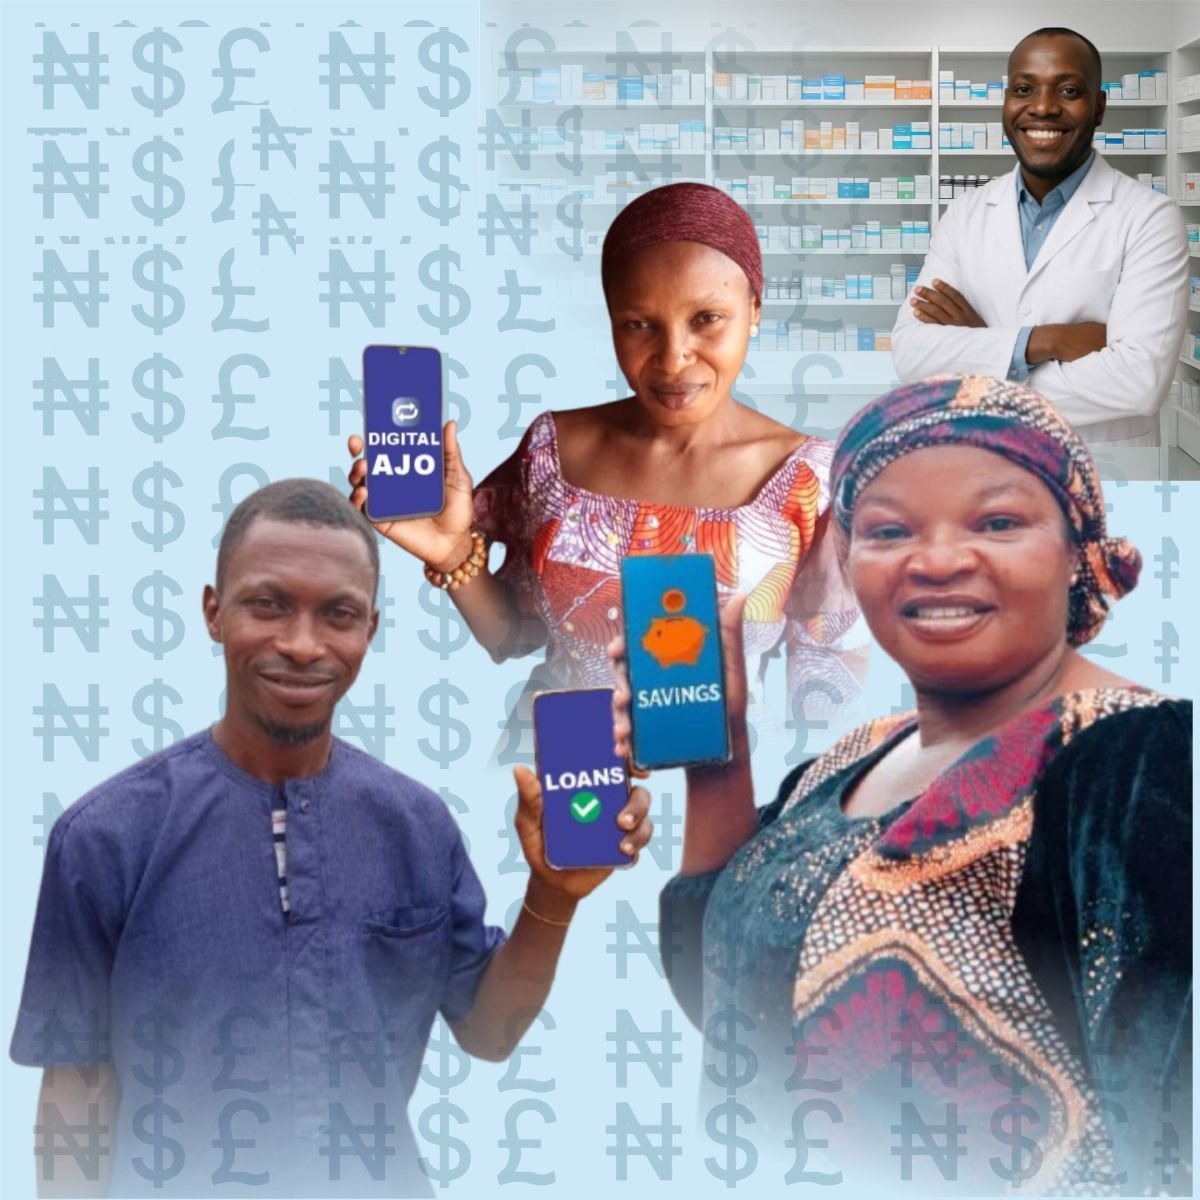 DIGITAL
AJO
SAVINGS
LOANS
₦ $ £ ₦ $ £ ₦
₦ $ £ ₦ ₦ $ ₦ $
₦ $ £ ₦ $ £
₦ $ £ ₦ $ £
₦ $ £ ₦ $
₦ $ ₦ $ £
₦ $ ₦ $ £
₦ $ £ ₦ $ £ ₦ $ £ ₦ $ £ ₦
₦ $ £ ₦ $ £ ₦ $ £ ₦ $ £ ₦